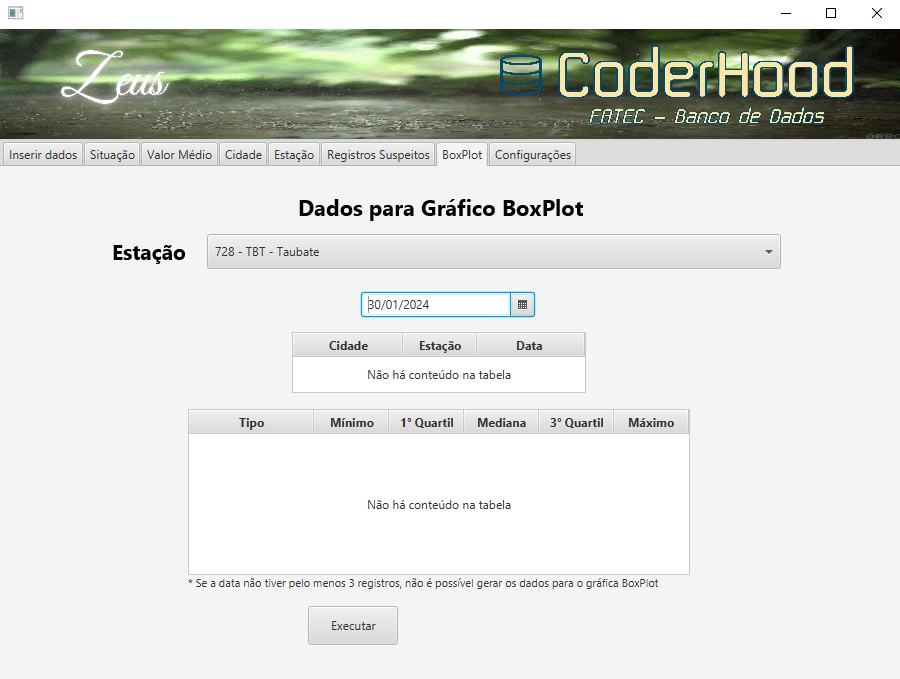 Zeus
CoderHood
FATEC - Banco de Dados
Inserir dados Situação Valor Médio Cidade Estação Registros Suspeitos BoxPlot Configurações
Dados para Gráfico BoxPlot
Estação 728 - TBT - Taubate
30/01/2024
Cidade Estação Data
Não há conteúdo na tabela
Tipo Mínimo 1° Quartil Mediana 3° Quartil Máximo
Não há conteúdo na tabela
* Se a data não tiver pelo menos 3 registros, não é possível gerar os dados para o gráfica BoxPlot
Executar